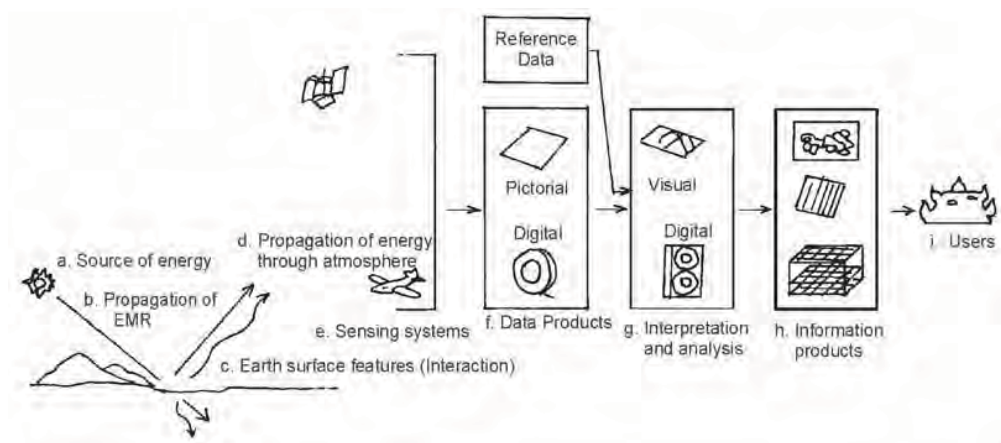 Reference
Data
Pictorial
Digital
Visual
Digital
d. Propagation of energy
through atmosphere
a. Source of energy
b. Propagation of
EMR
e. Sensing systems
c. Earth surface features (Interaction)
f. Data Products
g. Interpretation
and analysis
h. Information
products
i. Users